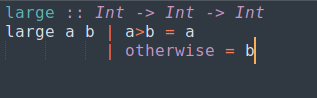 large :: Int -> Int -> Int
large a b | a>b = a
          | otherwise = b